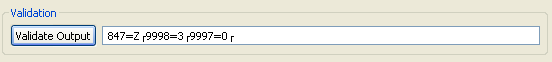 Validation
Validate Output
847=Z┌9998=3┌9997=0┌